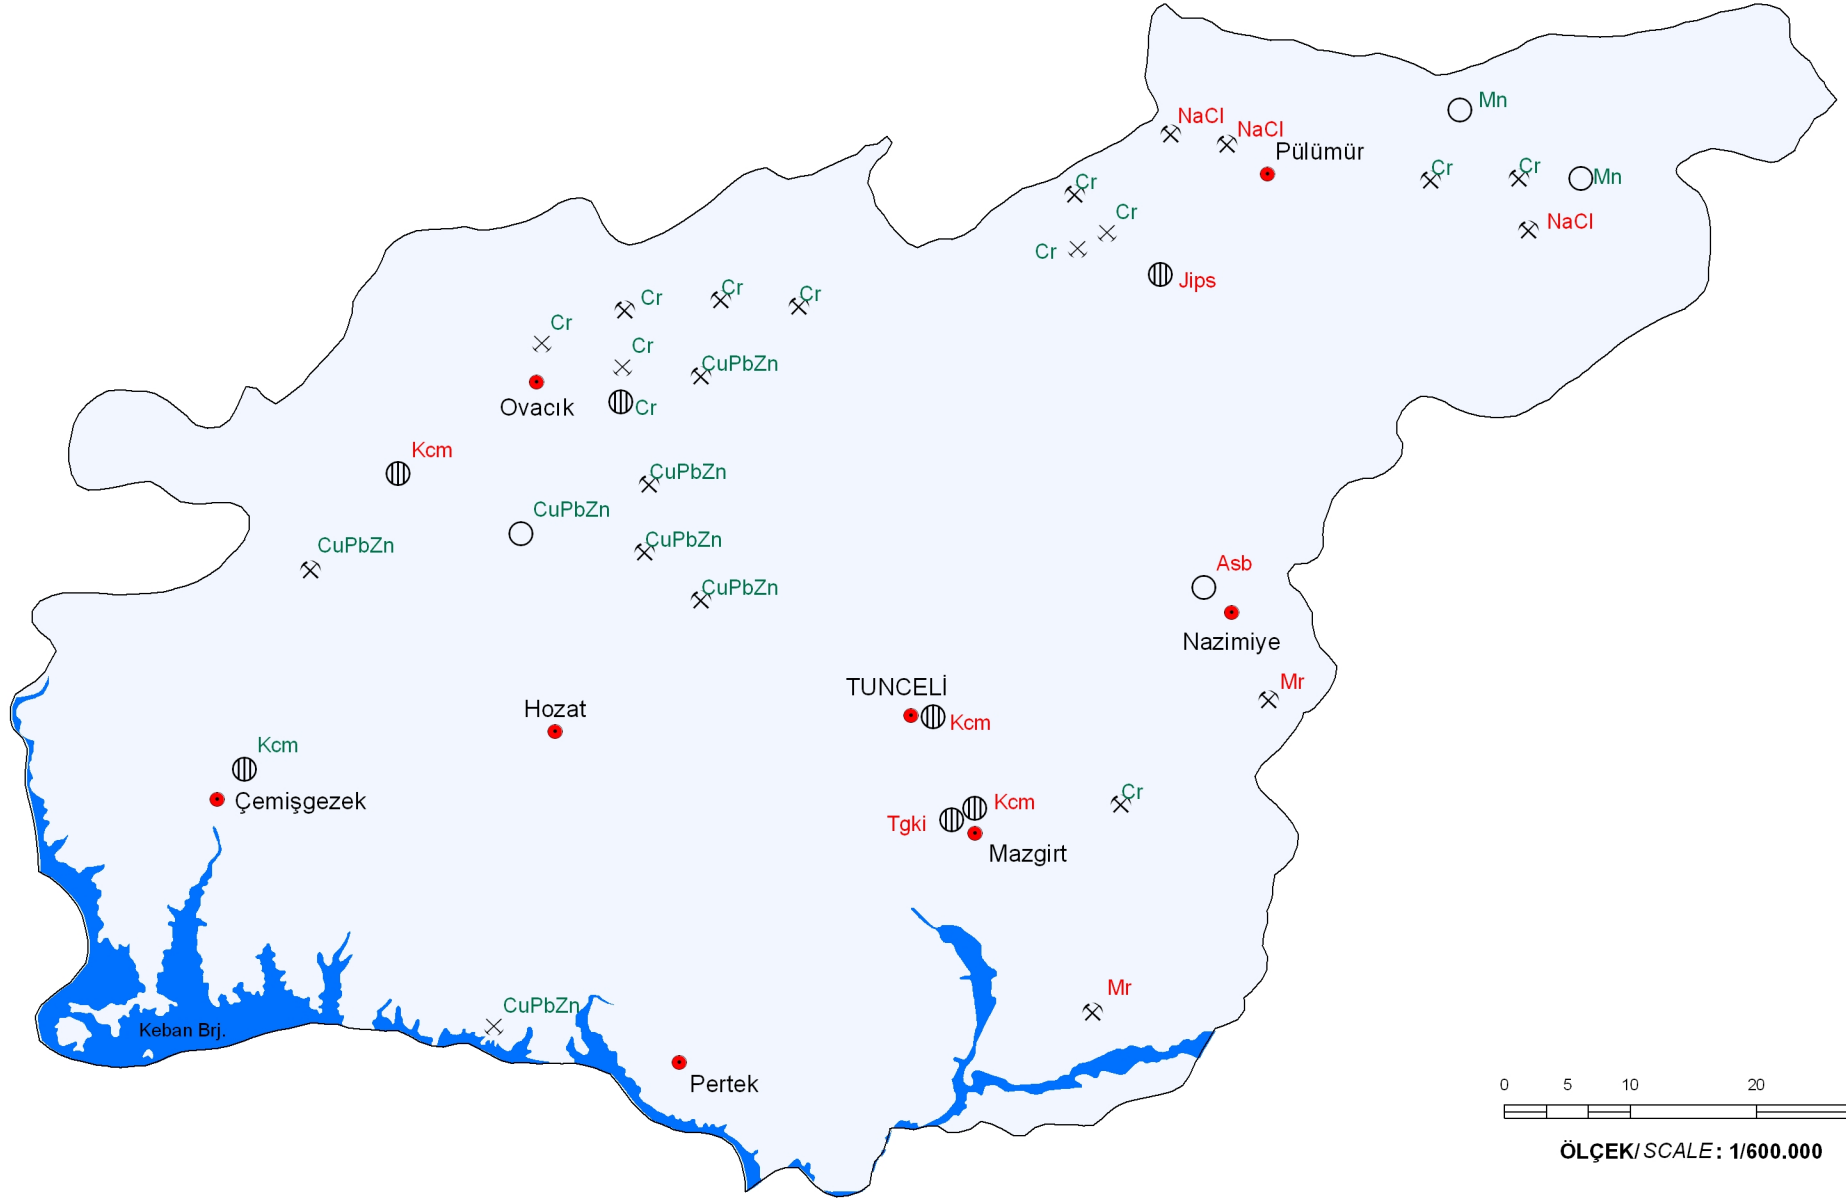 Mn
NaCl
NaCl
Pülümür
Cr
Cr
Mn
Cr
Cr
NaCl
Cr
Jips
Cr
Cr
Cr
Cr
Cr
CuPbZn
Ovacık
Cr
Kcm
CuPbZn
CuPbZn
CuPbZn
CuPbZn
Asb
CuPbZn
Nazimiye
Mr
TUNCELİ
Hozat
Kcm
Kcm
Cr
Çemişgezek
Kcm
Tgki
Mazgirt
Mr
CuPbZn
Keban Brj.
Pertek
0 5 10 20
ÖLÇEK/SCALE: 1/600.000